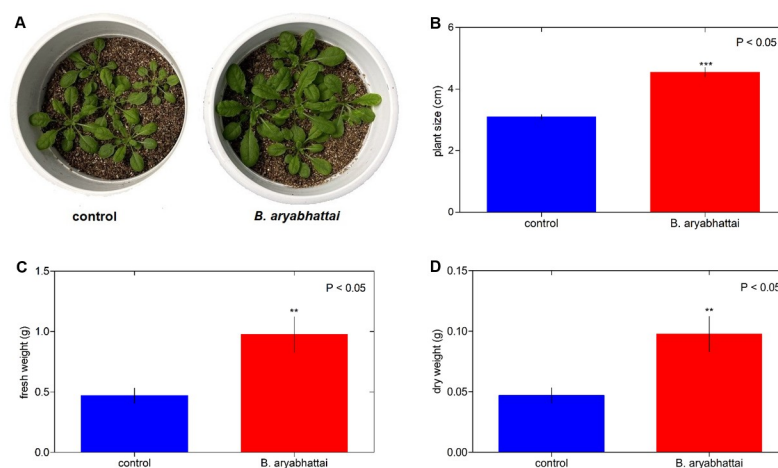 A
control
B. aryabhattai
B
6
4
2
0
plant size (cm)
P < 0.05
***
control
B. aryabhattai
C
1.5
1.0
0.5
0.0
fresh weight (g)
P < 0.05
**
control
B. aryabhattai
D
0.15
0.10
0.05
0.00
dry weight (g)
P < 0.05
**
control
B. aryabhattai